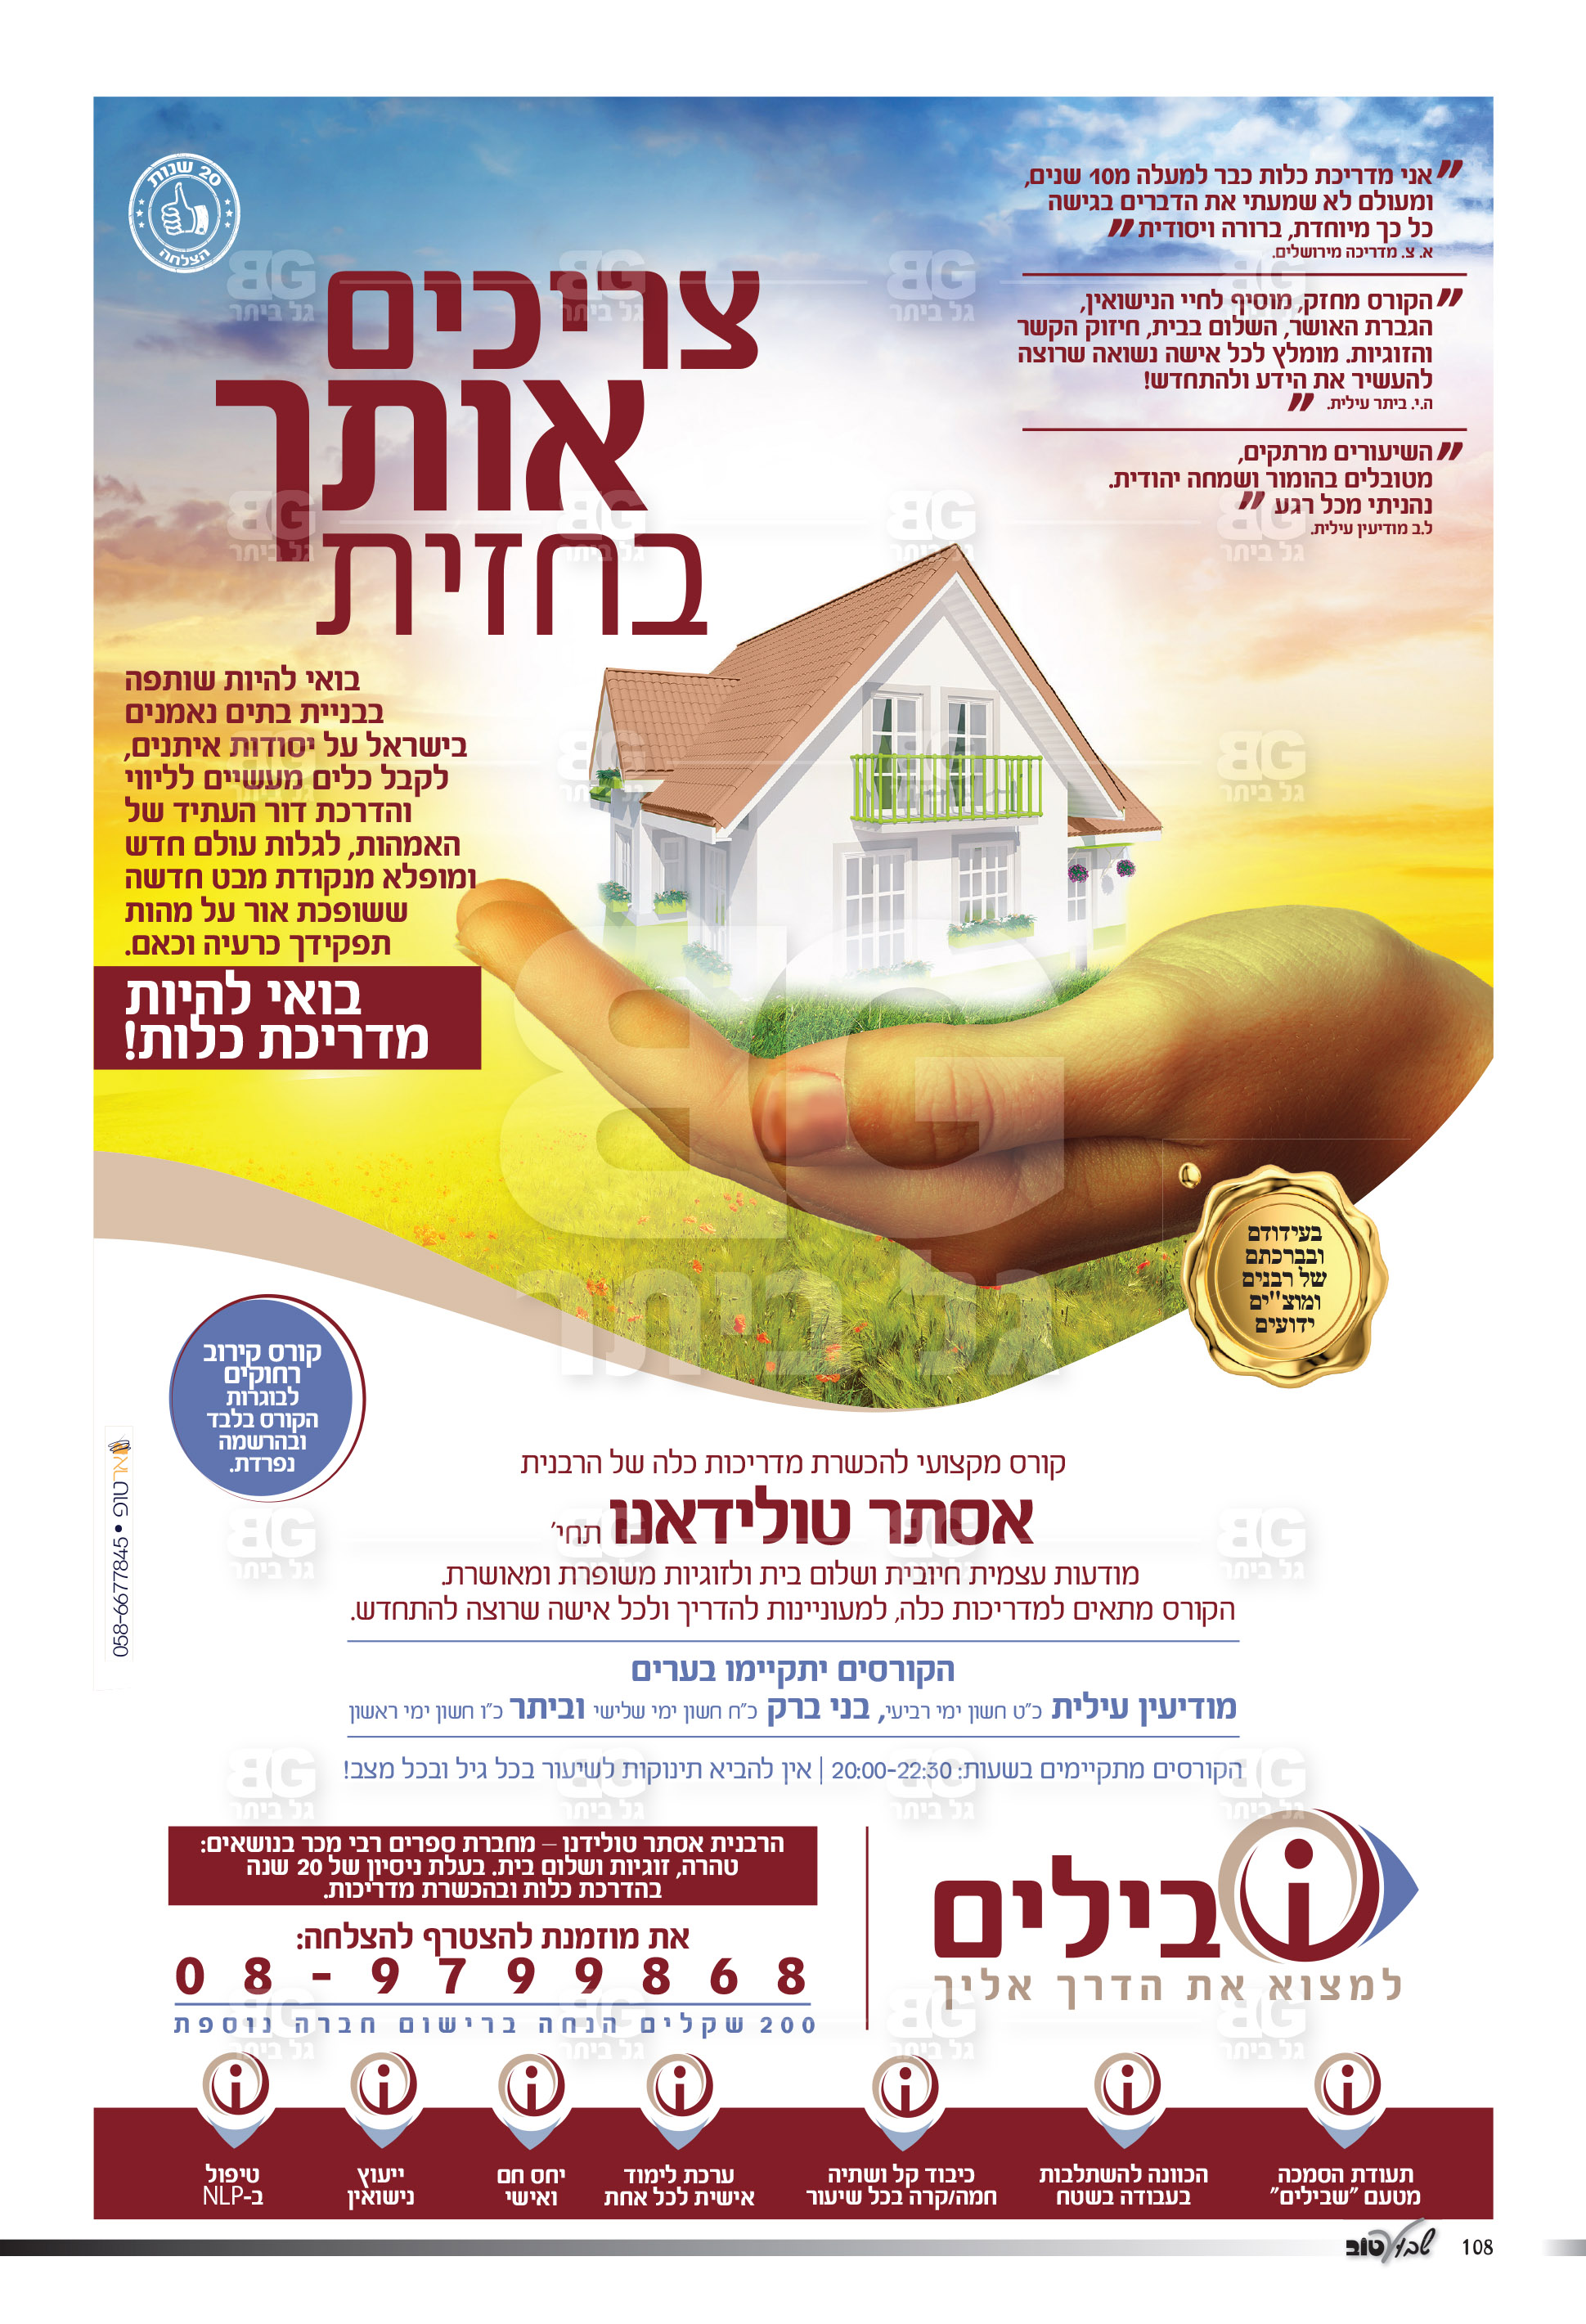 20 שנות
הצלחה
"אני מדריכת כלות כבר למעלה מ10 שנים,
ומעולם לא שמעתי את הדברים בגישה
כל כך מיוחדת, ברורה ויסודית"
א. צ. מדריכה מירושלים.
"הקורס מחזק, מוסיף לחיי הנישואין,
הגברת האושר, השלום בבית, חיזוק הקשר
והזוגיות. מומלץ לכל אישה נשואה שרוצה
להעשיר את הידע ולהתחדש!
ה.י. ביתר עילית. "
"השיעורים מרתקים,
מטובלים בהומור ושמחה יהודית.
נהניתי מכל רגע "
ל.ב מודיעין עילית.
צריכים
אותך
בחזית
בואי להיות שותפה
בבניית בתים נאמנים
בישראל על יסודות איתנים,
לקבל כלים מעשיים לליווי
והדרכת דור העתיד של
האמהות, לגלות עולם חדש
ומופלא מנקודת מבט חדשה
ששופכת אור על מהות
תפקידך כרעיה וכאם.
בואי להיות
מדריכת כלות!
בעידודם
ובברכתם
של רבנים
ומוצ"ים
ידועים
קורס קירוב
רחוקים
לבוגרות
הקורס בלבד
ובהרשמה
נפרדת.
ארטופ • 058-6677845
קורס מקצועי להכשרת מדריכות כלה של הרבנית
אסתר טולידאנו תחי'
מודעות עצמית חיובית ושלום בית ולזוגיות משופרת ומאושרת.
הקורס מתאים למדריכות כלה, למעוניינות להדריך ולכל אישה שרוצה להתחדש.
הקורסים יתקיימו בערים
מודיעין עילית כ"ט חשון ימי רביעי, בני ברק כ"ח חשון ימי שלישי וביתר כ"ו חשון ימי ראשון
הקורסים מתקיימים בשעות: 20:00-22:30 | אין להביא תינוקות לשיעור בכל גיל ובכל מצב!
שבילים
למצוא את הדרך אליך
הרבנית אסתר טולידנו – מחברת ספרים רבי מכר בנושאים:
טהרה, זוגיות ושלום בית. בעלת ניסיון של 20 שנה
בהדרכת כלות ובהכשרת מדריכות.
את מוזמנת להצטרף להצלחה:
08-9799868
200 שקלים הנחה ברישום חברה נוספת
תעודת הסמכה
מטעם "שבילים"
הכוונה להשתלבות
בעבודה בשטח
כיבוד קל ושתיה
חמה/קרה בכל שיעור
ערכת לימוד
אישית לכל אחת
יחס חם
ואישי
ייעוץ
נישואין
טיפול
ב-NLP
BG
גל ביתר
108 שבוע טוב